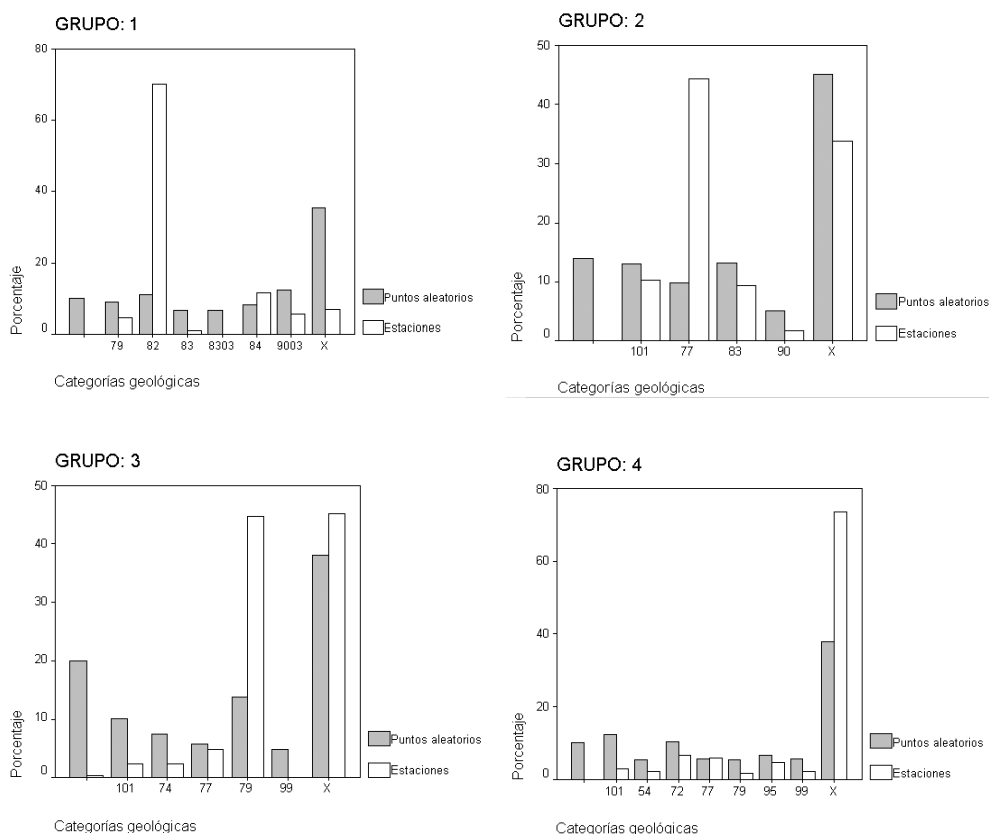 GRUPO: 1
80
60
40
20
0
Porcentaje
79 82 83 8303 84 9003 X
Categorías geológicas
Puntos aleatorios
Estaciones
GRUPO: 2
50
40
30
20
10
0
Porcentaje
101 77 83 90 X
Categorías geológicas
Puntos aleatorios
Estaciones
GRUPO: 3
50
40
30
20
10
0
Porcentaje
101 74 77 79 99 X
Categorías geológicas
Puntos aleatorios
Estaciones
GRUPO: 4
80
60
40
20
0
Porcentaje
101 54 72 77 79 95 99 X
Categorías geológicas
Puntos aleatorios
Estaciones